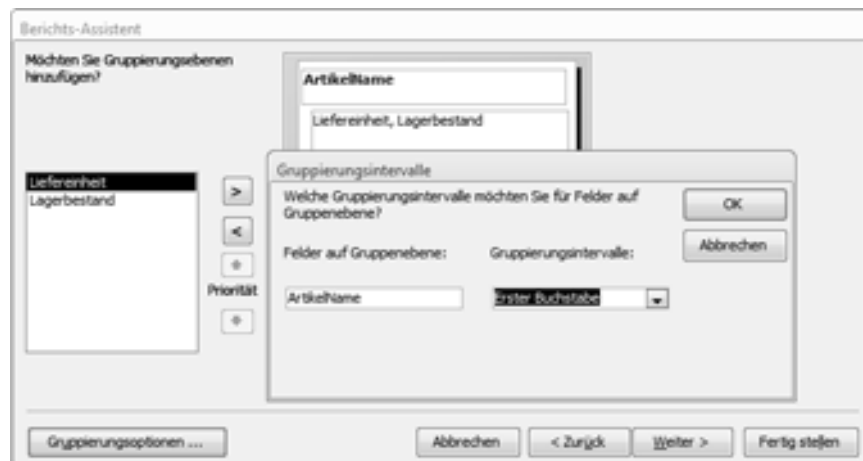 Berichts-Assistent
Möchten Sie Gruppierungsebenen
hinzufügen?
ArtikelName
Liefereinheit, Lagerbestand
Liefereinheit
Lagerbestand
>
<
Priorität
Gruppierungsintervalle
Welche Gruppierungsintervalle möchten Sie für Felder auf
Gruppenebene?
OK
Abbrechen
Felder auf Gruppenebene: Gruppierungsintervalle:
ArtikelName Erster Buchstabe
Gruppierungsoptionen ... Abbrechen < Zurück Weiter > Fertig stellen